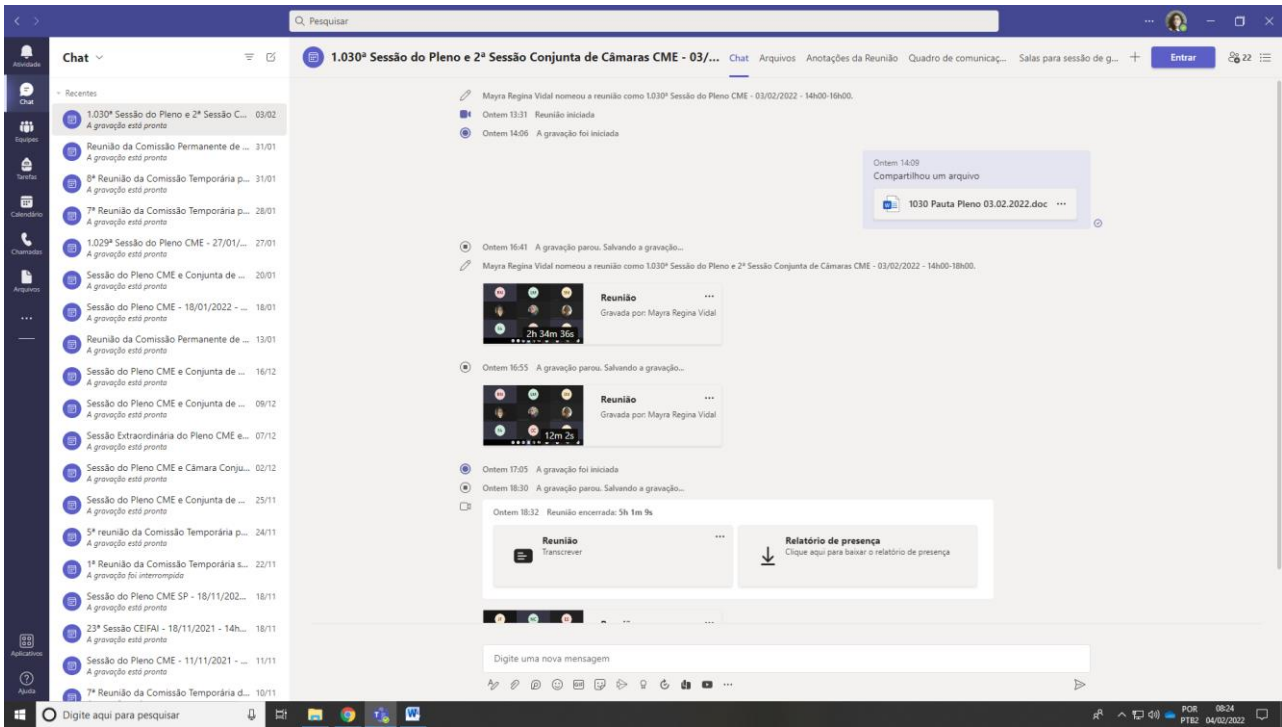 Pesquisar
Atividade
Chat
Equipes
Tarefas
Calendário
Chamadas
Arquivos
Aplicativos
Ajuda
Chat
Recentes
1.030ª Sessão do Pleno e 2ª Sessão C... 03/02
A gravação está pronta
Reunião da Comissão Permanente de ... 31/01
A gravação está pronta
8ª Reunião da Comissão Temporária p... 31/01
A gravação está pronta
7ª Reunião da Comissão Temporária p... 28/01
A gravação está pronta
1.029ª Sessão do Pleno CME - 27/01/... 27/01
A gravação está pronta
Sessão do Pleno CME e Conjunta de ... 20/01
A gravação está pronta
Sessão do Pleno CME - 18/01/2022 - ... 18/01
A gravação está pronta
Reunião da Comissão Permanente de ... 13/01
A gravação está pronta
Sessão do Pleno CME e Conjunta de ... 16/12
A gravação está pronta
Sessão do Pleno CME e Conjunta de ... 09/12
A gravação está pronta
Sessão Extraordinária do Pleno CME e... 07/12
A gravação está pronta
Sessão do Pleno CME e Câmara Conju... 02/12
A gravação está pronta
Sessão do Pleno CME e Conjunta de ... 25/11
A gravação está pronta
5ª reunião da Comissão Temporária p... 24/11
A gravação está pronta
1ª Reunião da Comissão Temporária s... 22/11
A gravação foi interrompida
Sessão do Pleno CME SP - 18/11/202... 18/11
A gravação está pronta
23ª Sessão CEIFAI - 18/11/2021 - 14h... 18/11
A gravação está pronta
Sessão do Pleno CME - 11/11/2021 - ... 11/11
A gravação está pronta
7ª Reunião da Comissão Temporária d... 10/11
1.030ª Sessão do Pleno e 2ª Sessão Conjunta de Câmaras CME - 03/... Chat Arquivos Anotações da Reunião Quadro de comunicaç... Salas para sessão de g... Entrar 22
Mayra Regina Vidal nomeou a reunião como 1.030ª Sessão do Pleno CME - 03/02/2022 - 14h00-16h00.
Ontem 13:31 Reunião iniciada
Ontem 14:06 A gravação foi iniciada
Ontem 14:09
Compartilhou um arquivo
1030 Pauta Pleno 03.02.2022.doc ...
Ontem 16:41 A gravação parou. Salvando a gravação...
Mayra Regina Vidal nomeou a reunião como 1.030ª Sessão do Pleno e 2ª Sessão Conjunta de Câmaras CME - 03/02/2022 - 14h00-18h00.
Reunião
Gravada por: Mayra Regina Vidal
2h 34m 36s
Ontem 16:55 A gravação parou. Salvando a gravação...
Reunião
Gravada por: Mayra Regina Vidal
12m 2s
Ontem 17:05 A gravação foi iniciada
Ontem 18:30 A gravação parou. Salvando a gravação...
Ontem 18:32 Reunião encerrada: 5h 1m 9s
Reunião
Transcrever
Relatório de presença
Clique aqui para baixar o relatório de presença
Digite uma nova mensagem
GIF
Digite aqui para pesquisar
POR 08:24
PTB2 04/02/2022